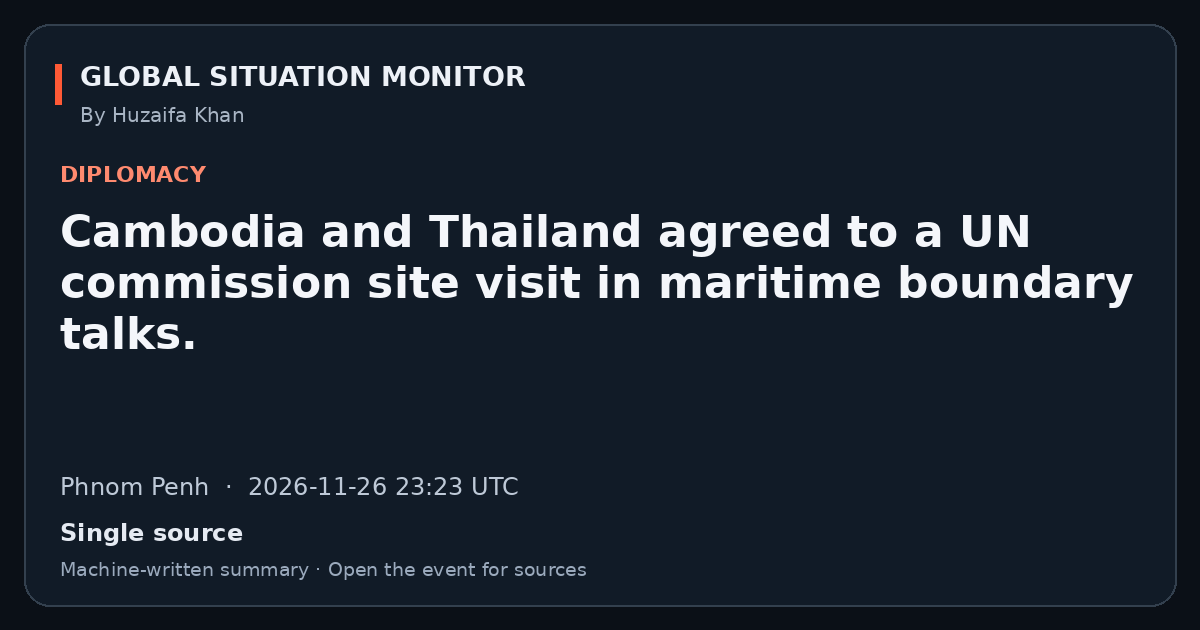 GLOBAL SITUATION MONITOR
By Huzaifa Khan
DIPLOMACY
Cambodia and Thailand agreed to a UN
commission site visit in maritime boundary
talks.
Phnom Penh · 2026-11-26 23:23 UTC
Single source
Machine-written summary · Open the event for sources